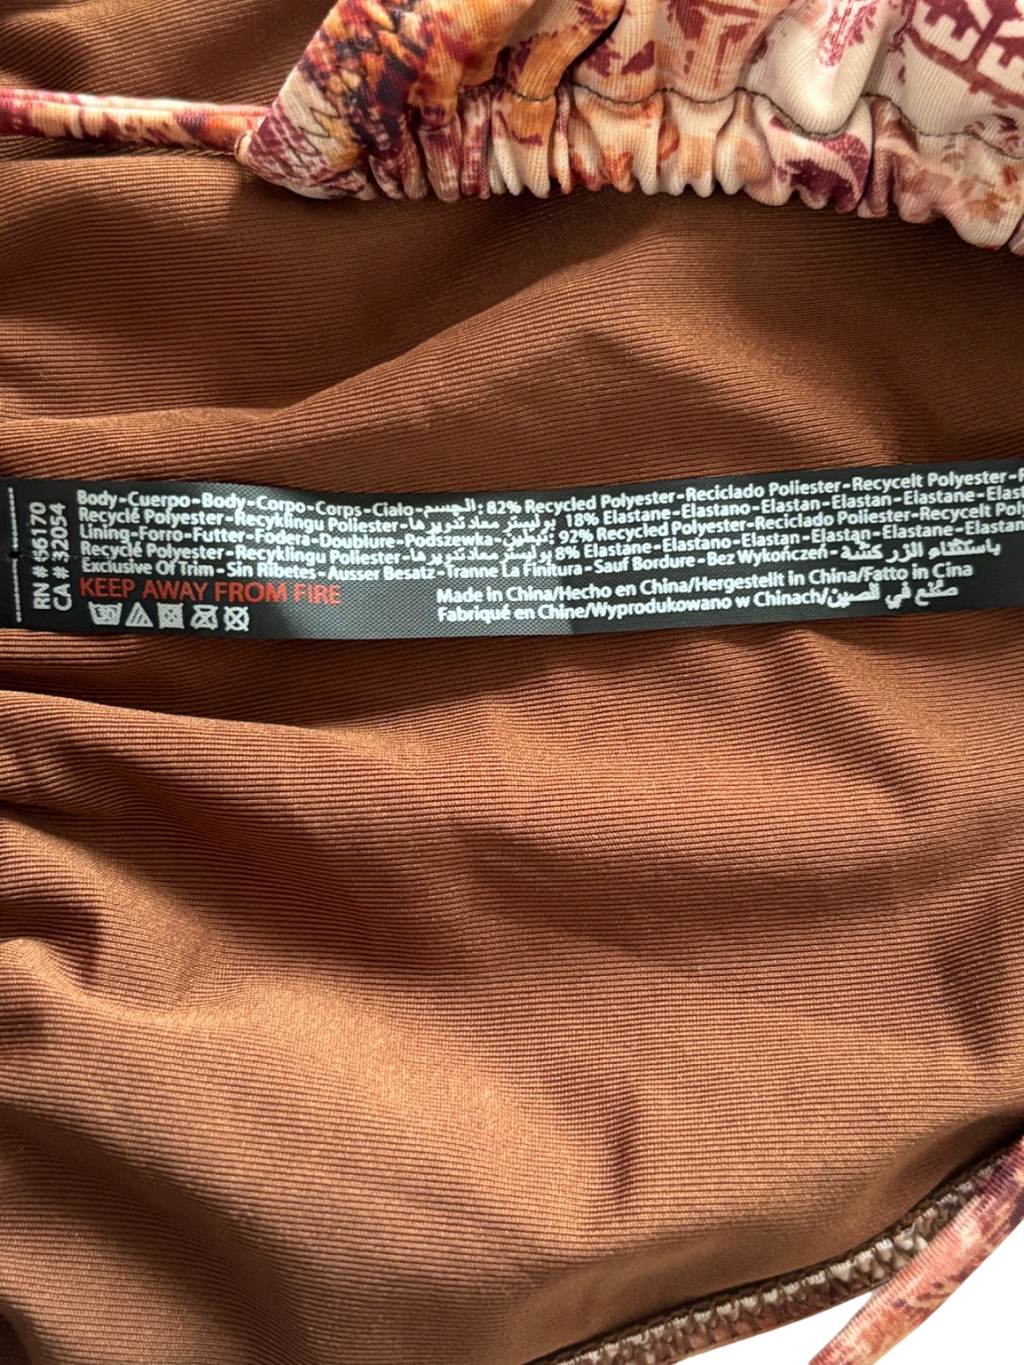 RN # 56170
CA # 32054
Body-Cuerpo-Body-Corpo-Corps-Ciało-الجسم: 82% Recycled Polyester-Reciclado Poliester-Recycelt Polyester-
Recyclé Polyester-Recyklingu Poliester-بوليستر معاد تدويرها 18% Elastane-Elastano-Elastan-Elastan-Elastane-
Lining-Forro-Futter-Fodera-Doublure-Podszewka-تبطين: 92% Recycled Polyester-Reciclado Poliester-Recycelt
Recyclé Polyester-Recyklingu Poliester-بوليستر معاد تدويرها 8% Elastane-Elastano-Elastan-Elastan-Elastane-Elastan
Exclusive Of Trim-Sin Ribetes-Ausser Besatz-Tranne La Finitura-Sauf Bordure-Bez Wykończeń-باستثناء الزركشة
KEEP AWAY FROM FIRE
Made in China/Hecho en China/Hergestellt in China/Fatto in Cina
Fabriqué en Chine/Wyprodukowano w Chinach/صنع في الصين